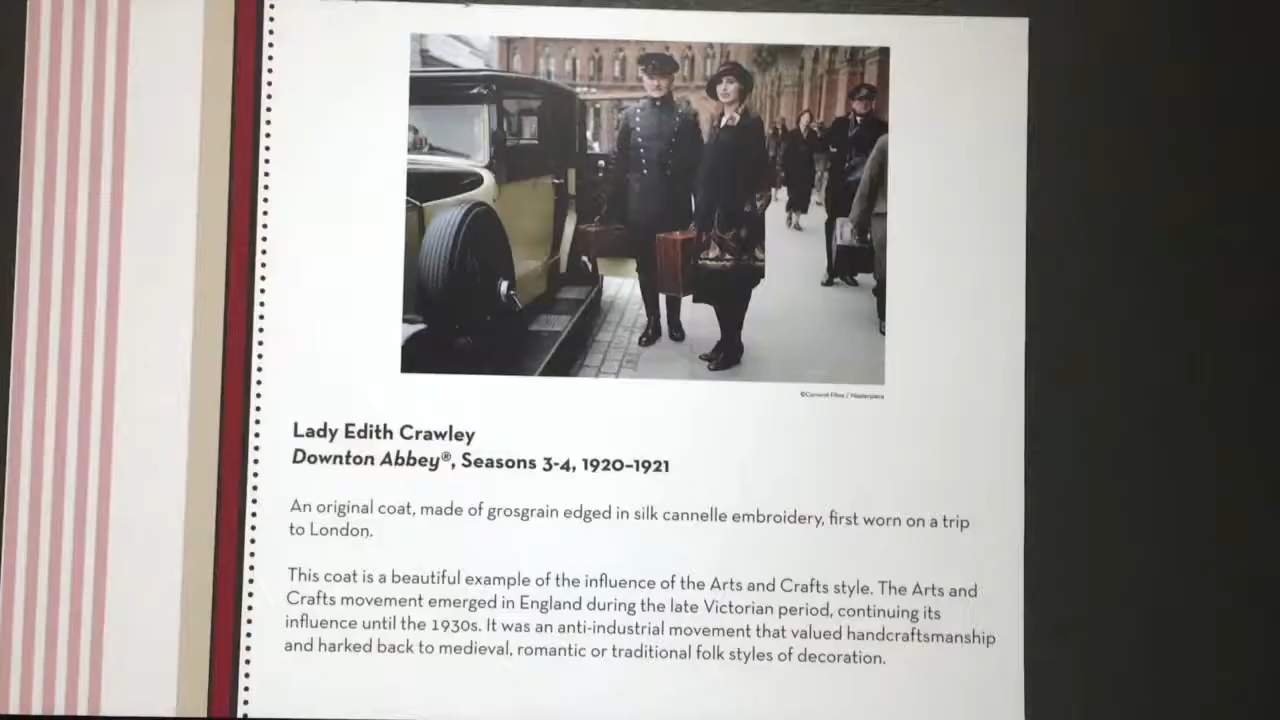 ©Carnival Films / Masterpiece
Lady Edith Crawley
Downton Abbey®, Seasons 3-4, 1920–1921
An original coat, made of grosgrain edged in silk cannelle embroidery, first worn on a trip
to London.
This coat is a beautiful example of the influence of the Arts and Crafts style. The Arts and
Crafts movement emerged in England during the late Victorian period, continuing its
influence until the 1930s. It was an anti-industrial movement that valued handcraftsmanship
and harked back to medieval, romantic or traditional folk styles of decoration.